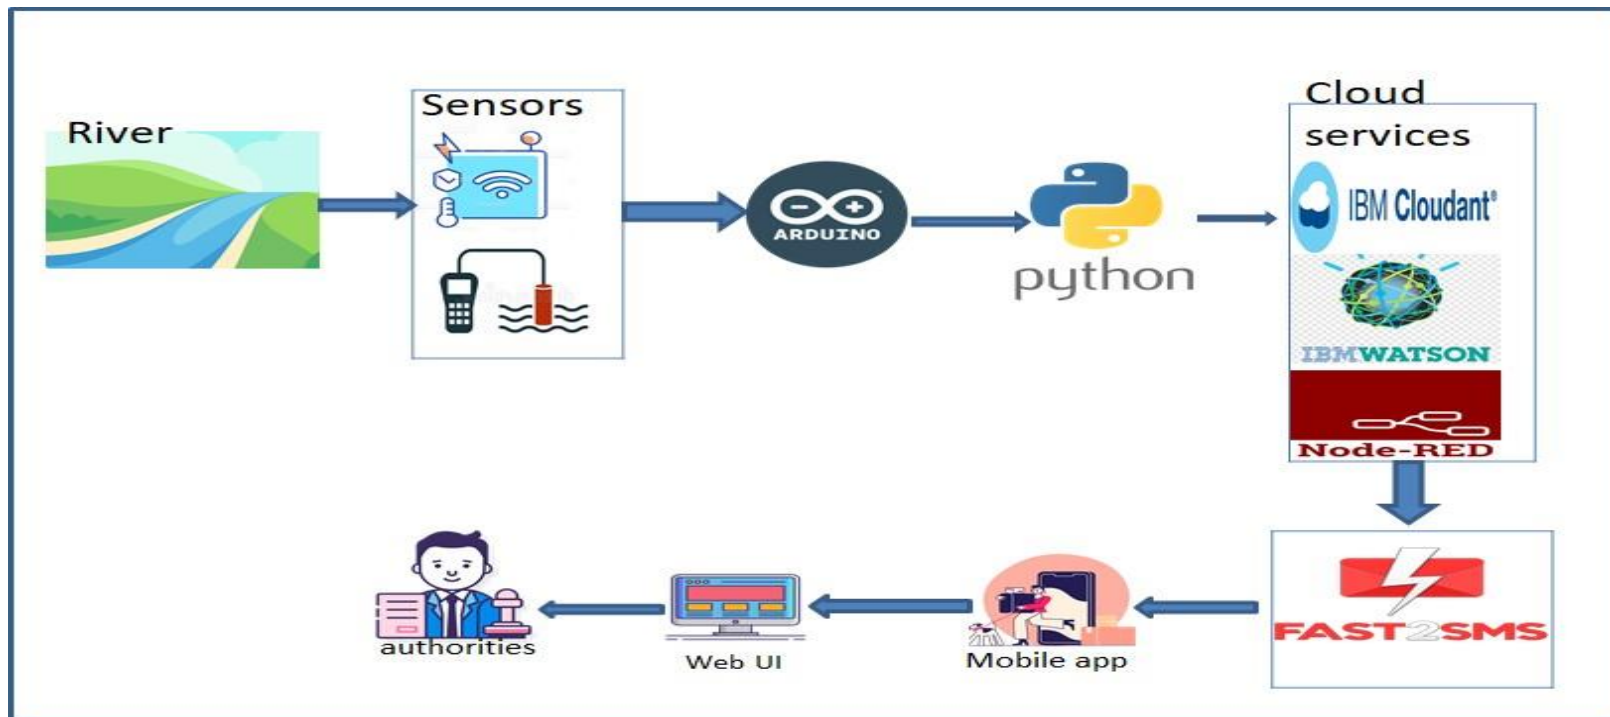 River
Sensors
ARDUINO
python
Cloud
services
IBM Cloudant®
IBMWATSON
Node-RED
FAST2SMS
Mobile app
Web UI
authorities